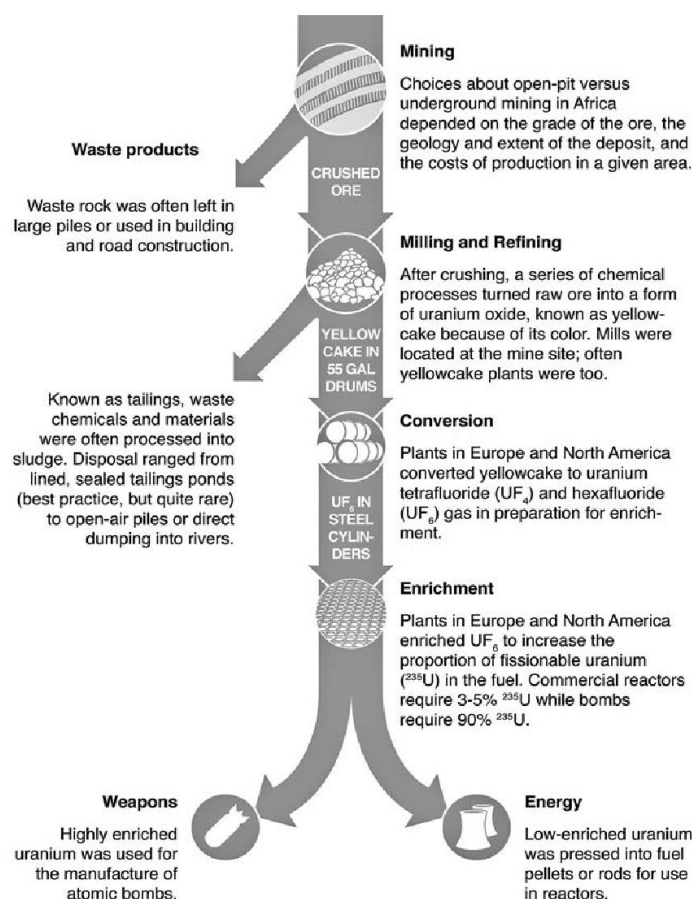 Mining
Choices about open-pit versus
underground mining in Africa
depended on the grade of the ore, the
geology and extent of the deposit, and
the costs of production in a given area.
Waste products
Waste rock was often left in
large piles or used in building
and road construction.
CRUSHED
ORE
Milling and Refining
After crushing, a series of chemical
processes turned raw ore into a form
of uranium oxide, known as yellow-
cake because of its color. Mills were
located at the mine site; often
yellowcake plants were too.
YELLOW
CAKE IN
55 GAL
DRUMS
Known as tailings, waste
chemicals and materials
were often processed into
sludge. Disposal ranged from
lined, sealed tailings ponds
(best practice, but quite rare)
to open-air piles or direct
dumping into rivers.
Conversion
Plants in Europe and North America
converted yellowcake to uranium
tetrafluoride (UF₄) and hexafluoride
(UF₆) gas in preparation for enrich-
ment.
UF₆ IN
STEEL
CYLIN-
DERS
Enrichment
Plants in Europe and North America
enriched UF₆ to increase the
proportion of fissionable uranium
(²³⁵U) in the fuel. Commercial reactors
require 3-5% ²³⁵U while bombs
require 90% ²³⁵U.
Weapons
Highly enriched
uranium was used for
the manufacture of
atomic bombs.
Energy
Low-enriched uranium
was pressed into fuel
pellets or rods for use
in reactors.